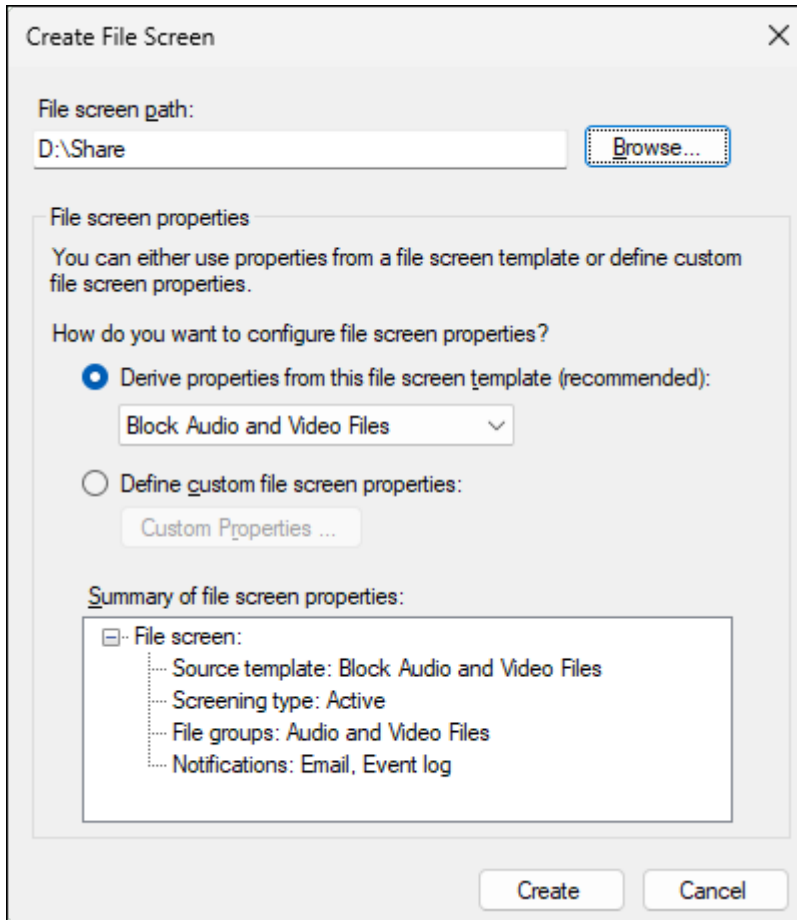 Create File Screen
File screen path:
D:\Share
Browse...
File screen properties
You can either use properties from a file screen template or define custom
file screen properties.
How do you want to configure file screen properties?
Derive properties from this file screen template (recommended):
Block Audio and Video Files
Define custom file screen properties:
Custom Properties ...
Summary of file screen properties:
File screen:
Source template: Block Audio and Video Files
Screening type: Active
File groups: Audio and Video Files
Notifications: Email, Event log
Create
Cancel